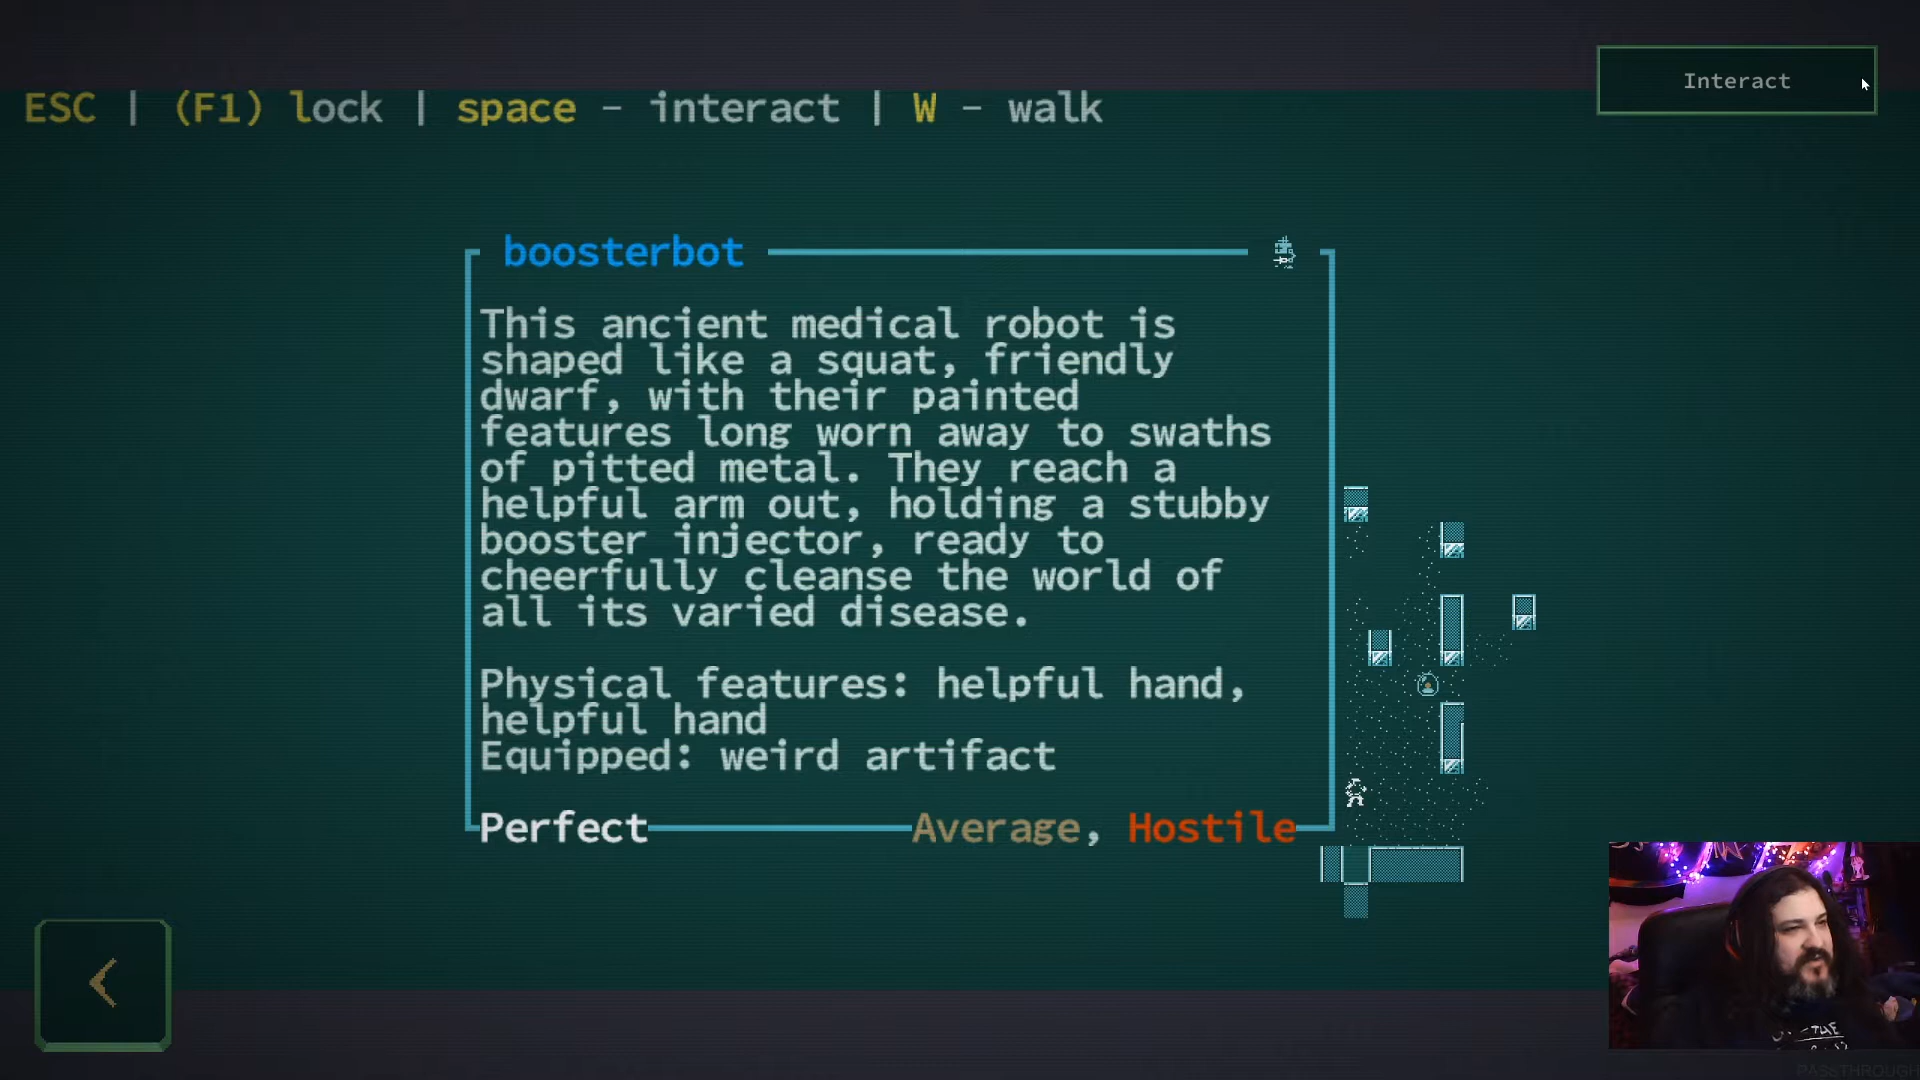 Interact
ESC | (F1) lock | space - interact | W - walk
boosterbot
This ancient medical robot is
shaped like a squat, friendly
dwarf, with their painted
features long worn away to swaths
of pitted metal. They reach a
helpful arm out, holding a stubby
booster injector, ready to
cheerfully cleanse the world of
all its varied disease.
Physical features: helpful hand,
helpful hand
Equipped: weird artifact
Perfect
Average, Hostile
THE
PASSTHROUGH